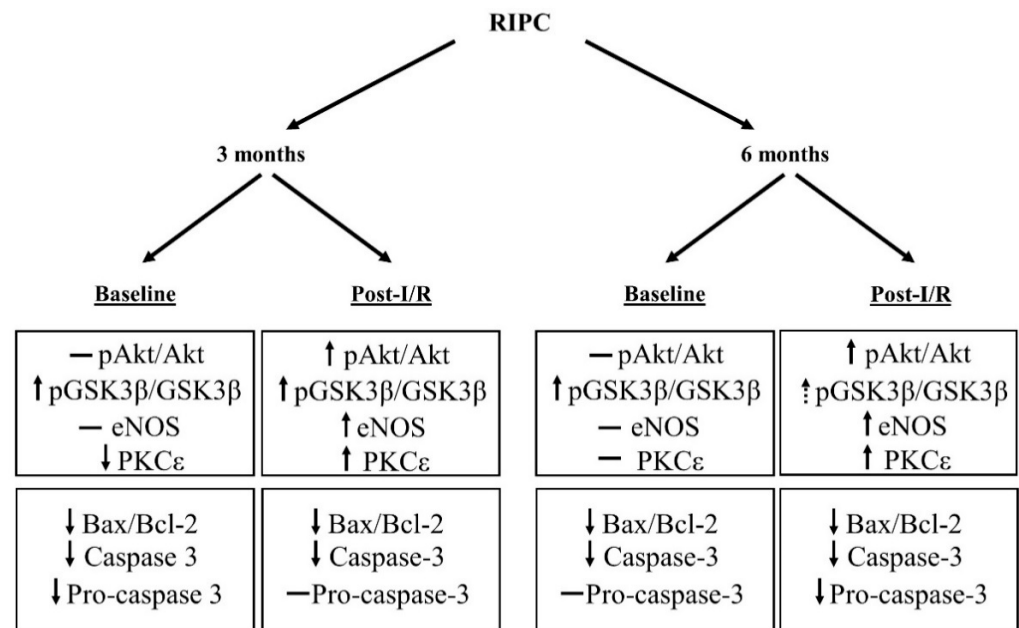 RIPC
3 months
6 months
Baseline
Post-I/R
Baseline
Post-I/R
— pAkt/Akt
↑ pGSK3β/GSK3β
— eNOS
↓ PKCε
↑ pAkt/Akt
↑ pGSK3β/GSK3β
↑ eNOS
↑ PKCε
— pAkt/Akt
↑ pGSK3β/GSK3β
— eNOS
— PKCε
↑ pAkt/Akt
⇡ pGSK3β/GSK3β
↑ eNOS
↑ PKCε
↓ Bax/Bcl-2
↓ Caspase 3
↓ Pro-caspase 3
↓ Bax/Bcl-2
↓ Caspase-3
—Pro-caspase-3
↓ Bax/Bcl-2
↓ Caspase-3
—Pro-caspase-3
↓ Bax/Bcl-2
↓ Caspase-3
↓ Pro-caspase-3